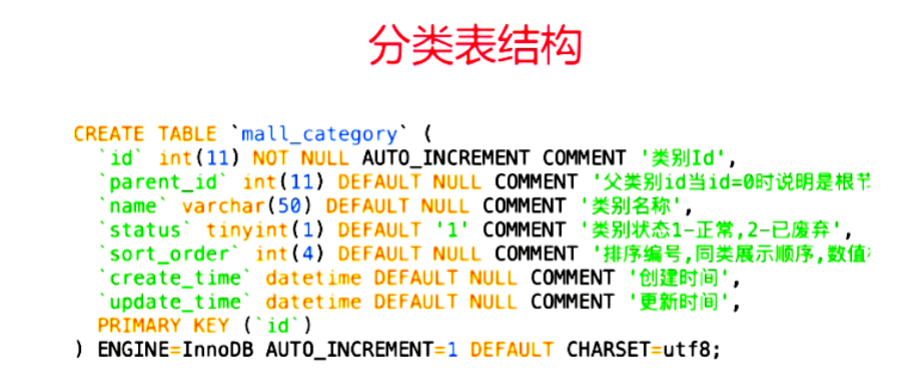 分类表结构
CREATE TABLE `mall_category` (
`id` int(11) NOT NULL AUTO_INCREMENT COMMENT '类别Id',
`parent_id` int(11) DEFAULT NULL COMMENT '父类别id当id=0时说明是根节
`name` varchar(50) DEFAULT NULL COMMENT '类别名称',
`status` tinyint(1) DEFAULT '1' COMMENT '类别状态1-正常,2-已废弃',
`sort_order` int(4) DEFAULT NULL COMMENT '排序编号,同类展示顺序,数值
`create_time` datetime DEFAULT NULL COMMENT '创建时间',
`update_time` datetime DEFAULT NULL COMMENT '更新时间',
PRIMARY KEY (`id`)
) ENGINE=InnoDB AUTO_INCREMENT=1 DEFAULT CHARSET=utf8;